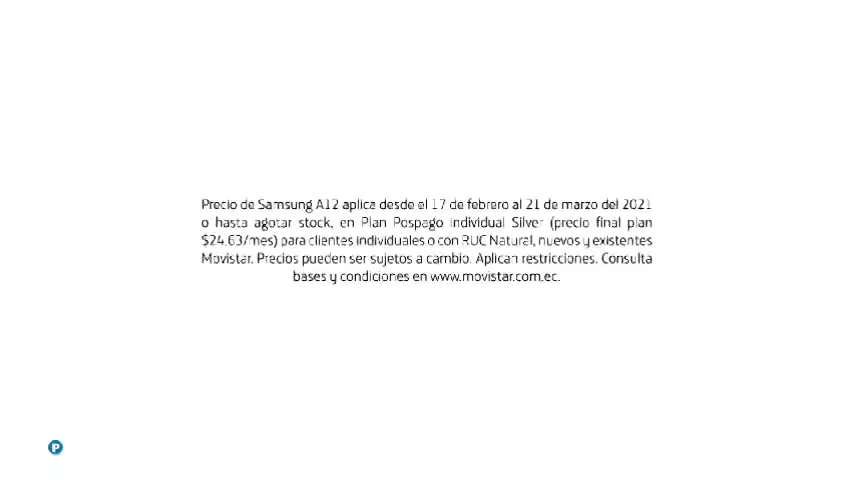 Precio de Samsung A12 aplica desde el 17 de febrero al 21 de marzo del 2021
o hasta agotar stock, en Plan Pospago Individual Silver (precio final plan
$24,63/mes) para clientes individuales o con RUC Natural, nuevos y existentes
Movistar. Precios pueden ser sujetos a cambio. Aplican restricciones. Consulta
bases y condiciones en www.movistar.com.ec.
P